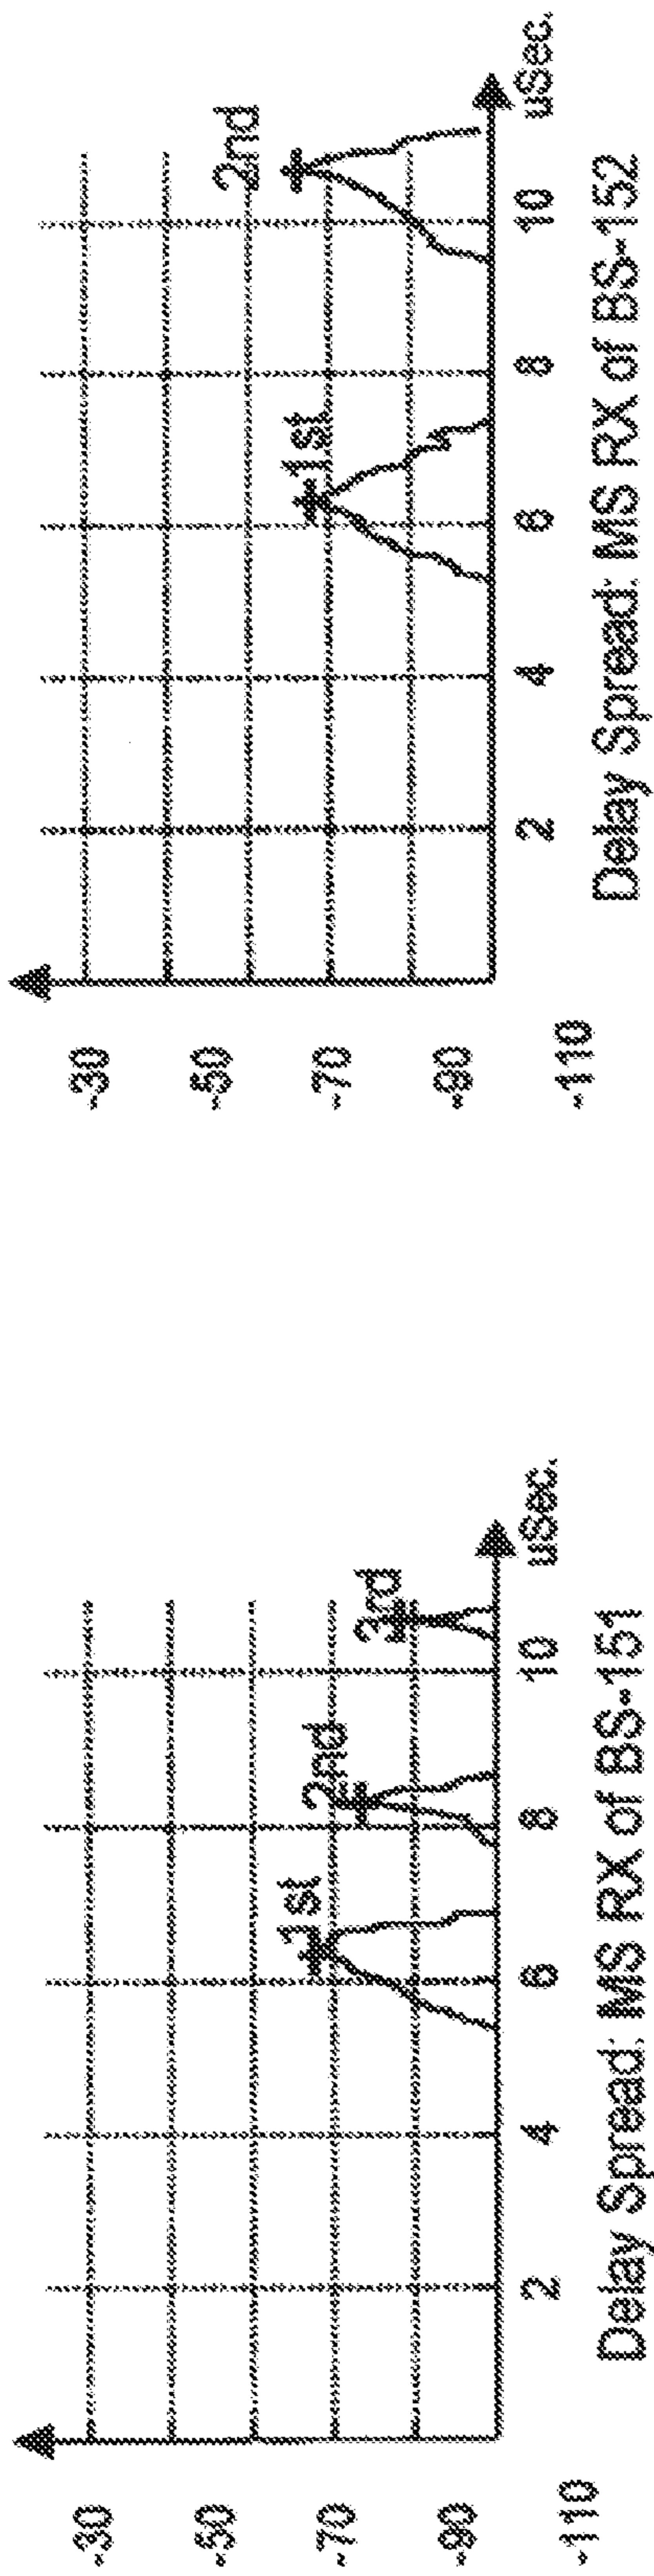 -30
-50
-70
-90
-110
1st
2nd
3rd
2 4 6 8 10 uSec.
Delay Spread: MS RX of BS-151
-30
-50
-70
-90
-110
1st
2nd
2 4 6 8 10 uSec.
Delay Spread: MS RX of BS-152